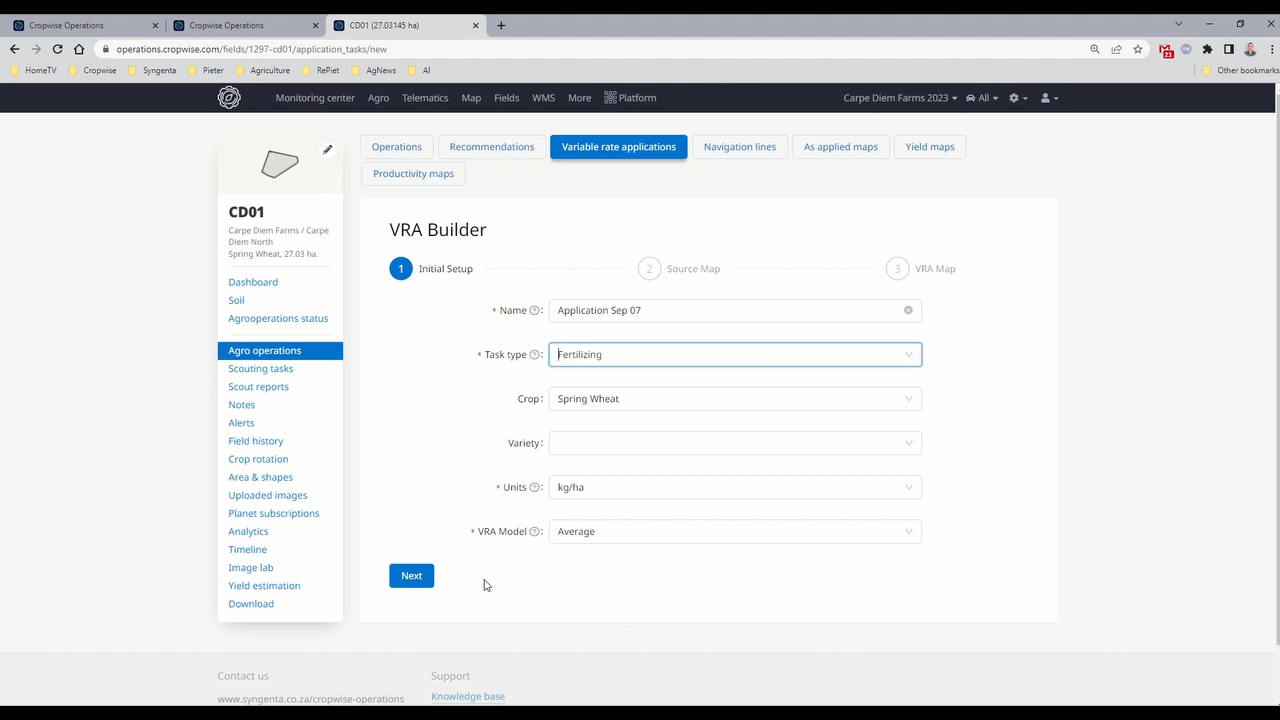 Cropwise Operations
Cropwise Operations
CD01 (27.03145 ha)
operations.cropwise.com/fields/1297-cd01/application_tasks/new
23
HomeTV Cropwise Syngenta Pieter Agriculture RePiet AgNews AI Other bookmarks
Monitoring center Agro Telematics Map Fields WMS More Platform Carpe Diem Farms 2023 All
Operations Recommendations Variable rate applications Navigation lines As applied maps Yield maps
Productivity maps
CD01
Carpe Diem Farms / Carpe
Diem North
Spring Wheat, 27.03 ha.
Dashboard
Soil
Agrooperations status
Agro operations
Scouting tasks
Scout reports
Notes
Alerts
Field history
Crop rotation
Area & shapes
Uploaded images
Planet subscriptions
Analytics
Timeline
Image lab
Yield estimation
Download
VRA Builder
1 Initial Setup 2 Source Map 3 VRA Map
* Name ?: Application Sep 07
* Task type ?: Fertilizing
Crop: Spring Wheat
Variety:
* Units ?: kg/ha
* VRA Model ?: Average
Next
Contact us
www.syngenta.co.za/cropwise-operations
Support
Knowledge base